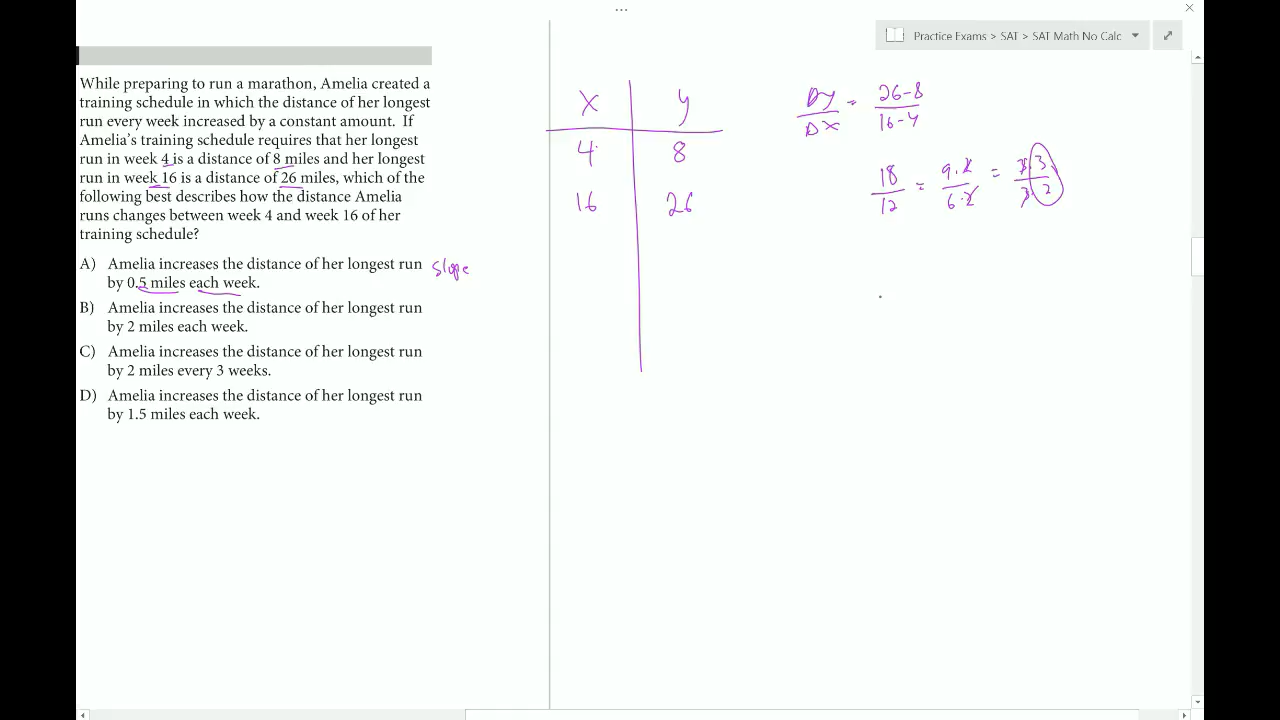 Practice Exams > SAT > SAT Math No Calc
While preparing to run a marathon, Amelia created a
training schedule in which the distance of her longest
run every week increased by a constant amount. If
Amelia's training schedule requires that her longest
run in week 4 is a distance of 8 miles and her longest
run in week 16 is a distance of 26 miles, which of the
following best describes how the distance Amelia
runs changes between week 4 and week 16 of her
training schedule?
A) Amelia increases the distance of her longest run
by 0.5 miles each week.
slope
B) Amelia increases the distance of her longest run
by 2 miles each week.
C) Amelia increases the distance of her longest run
by 2 miles every 3 weeks.
D) Amelia increases the distance of her longest run
by 1.5 miles each week.
x y
4 8
16 26
Dy/Dx = 26-8/16-4
18/12 = 9·2/6·2 = 3·3/3·2